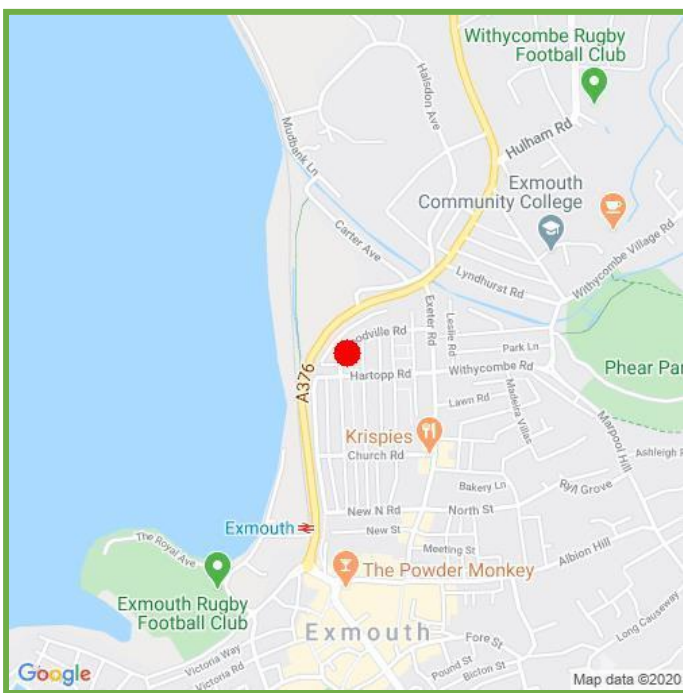 Withycombe Rugby
Football Club
Halsdon Ave
Mudbank Ln
Hulham Rd
Exmouth
Community College
Carter Ave
Withycombe Village Rd
Lyndhurst Rd
Exeter Rd
Leslie Rd
odville Rd
Park Ln
A376
Hartopp Rd
Withycombe Rd
Phear Par
Lawn Rd
Madeira Villas
Marpool Hill
Krispies
Church Rd
Ashleigh R
Bakery Ln
Ryll Grove
New N Rd
North St
Exmouth
New St
The Royal Ave
Meeting St
Albion Hill
The Powder Monkey
Exmouth Rugby
Football Club
Long Causeway
Exmouth
Fore St
Victoria Way
Victoria Rd
Pound St
Bicton St
Google
Map data ©2020